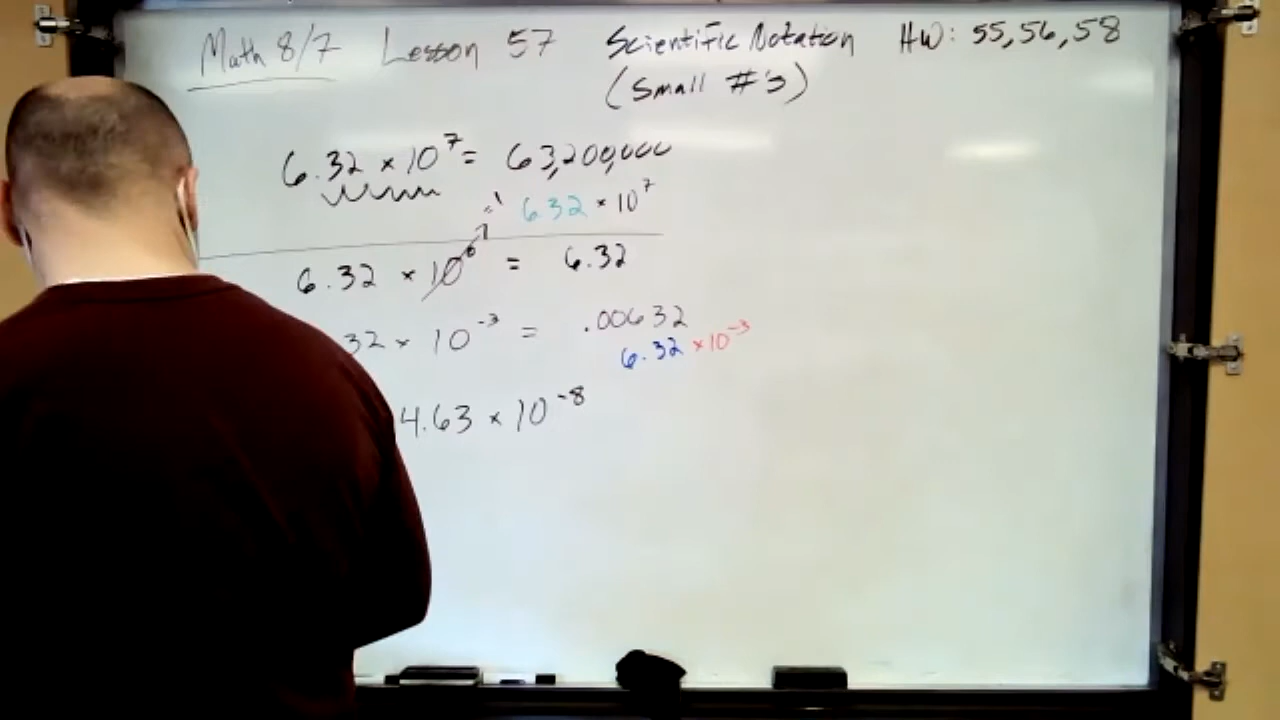 Math 8/7 Lesson 57 Scientific Notation HW: 55,56,58
(Small #'s)
6.32 × 10⁷ = 63,200,000
6.32 × 10⁷
6.32 × 10⁰ = 6.32
32 × 10⁻³ = .00632
6.32 × 10⁻³
4.63 × 10⁻⁸